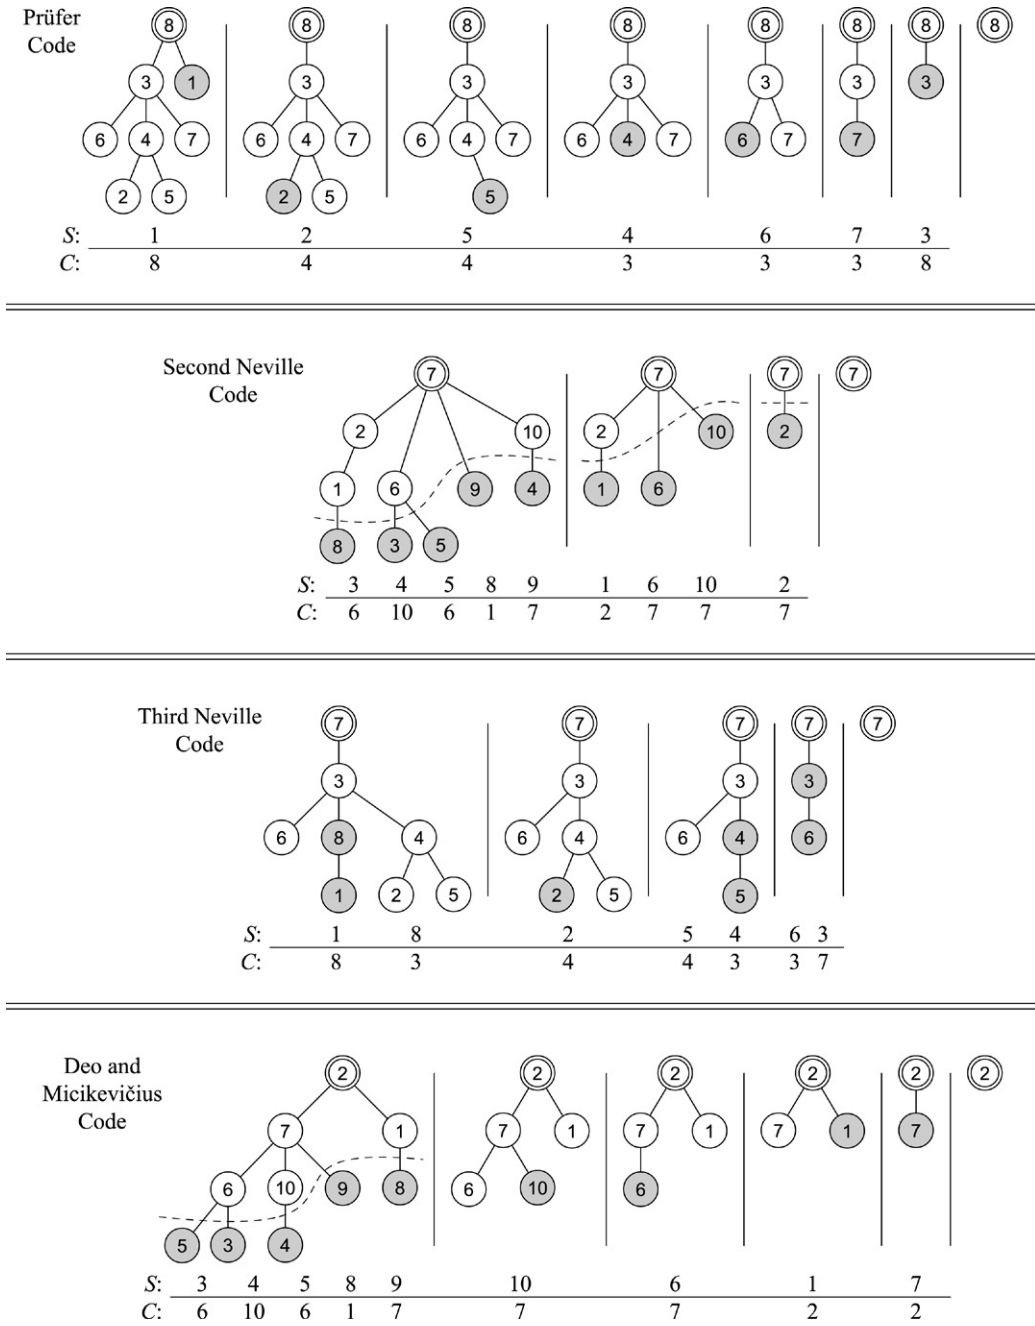 Prüfer
Code
8 8 8 8 8 8 8 8
3 1 3 3 3 3 3 3
6 4 7 6 4 7 6 4 7 6 4 7 6 7 7
2 5 2 5 5
S: 1 2 5 4 6 7 3
C: 8 4 4 3 3 3 8
Second Neville
Code
7 7 7 7
2 10 2 10 2
1 6 9 4 1 6
8 3 5
S: 3 4 5 8 9 1 6 10 2
C: 6 10 6 1 7 2 7 7 7
Third Neville
Code
7 7 7 7 7
3 3 3 3
6 8 4 6 4 6 4 6
1 2 5 2 5 5
S: 1 8 2 5 4 6 3
C: 8 3 4 4 3 3 7
Deo and
Micikevičius
Code
2 2 2 2 2 2
7 1 7 1 7 1 7 1 7
6 10 9 8 6 10 6
5 3 4
S: 3 4 5 8 9 10 6 1 7
C: 6 10 6 1 7 7 7 2 2